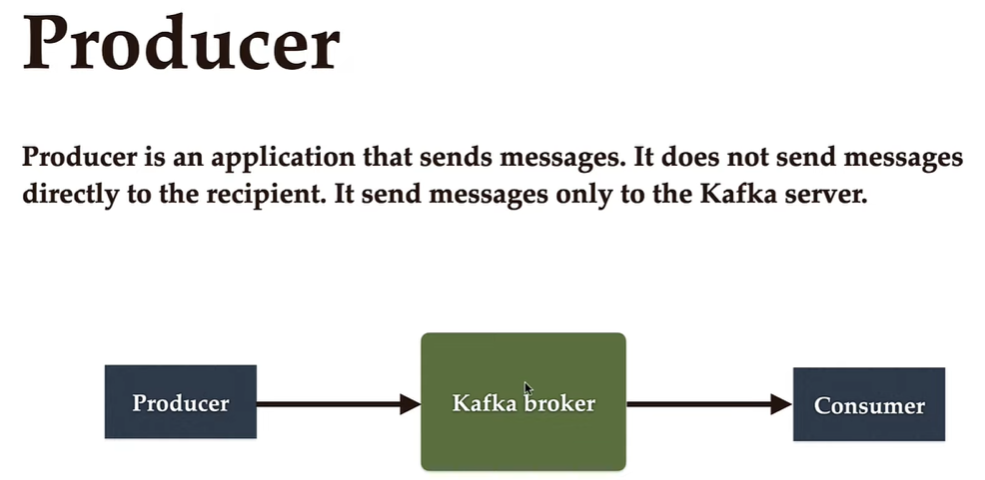 Producer
Producer is an application that sends messages. It does not send messages
directly to the recipient. It send messages only to the Kafka server.
Producer
Kafka broker
Consumer